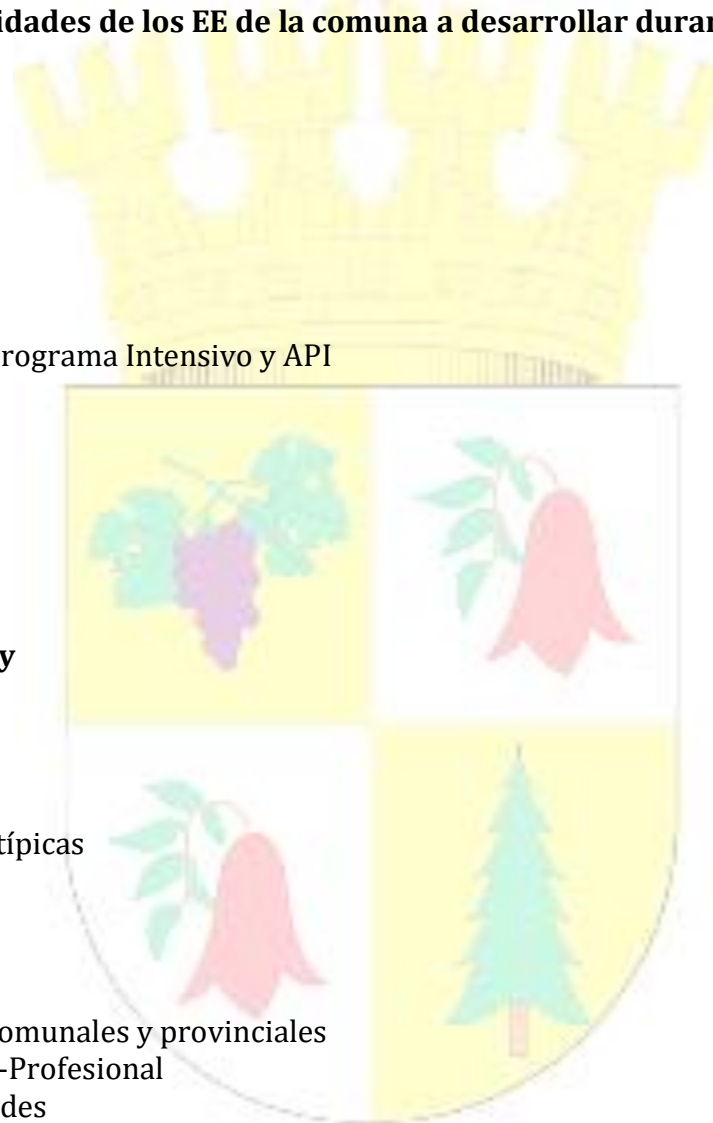 idades de los EE de la comuna a desarrollar duran
rograma Intensivo y API
y
típicas
omunales y provinciales
-Profesional
des